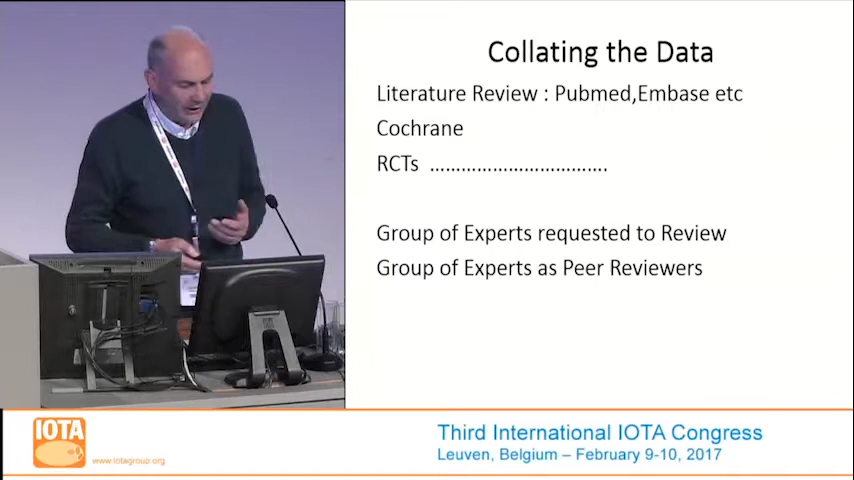 Collating the Data
Literature Review : Pubmed,Embase etc
Cochrane
RCTs ……………………………….
Group of Experts requested to Review
Group of Experts as Peer Reviewers
IOTA
www.iotagroup.org
Third International IOTA Congress
Leuven, Belgium – February 9-10, 2017